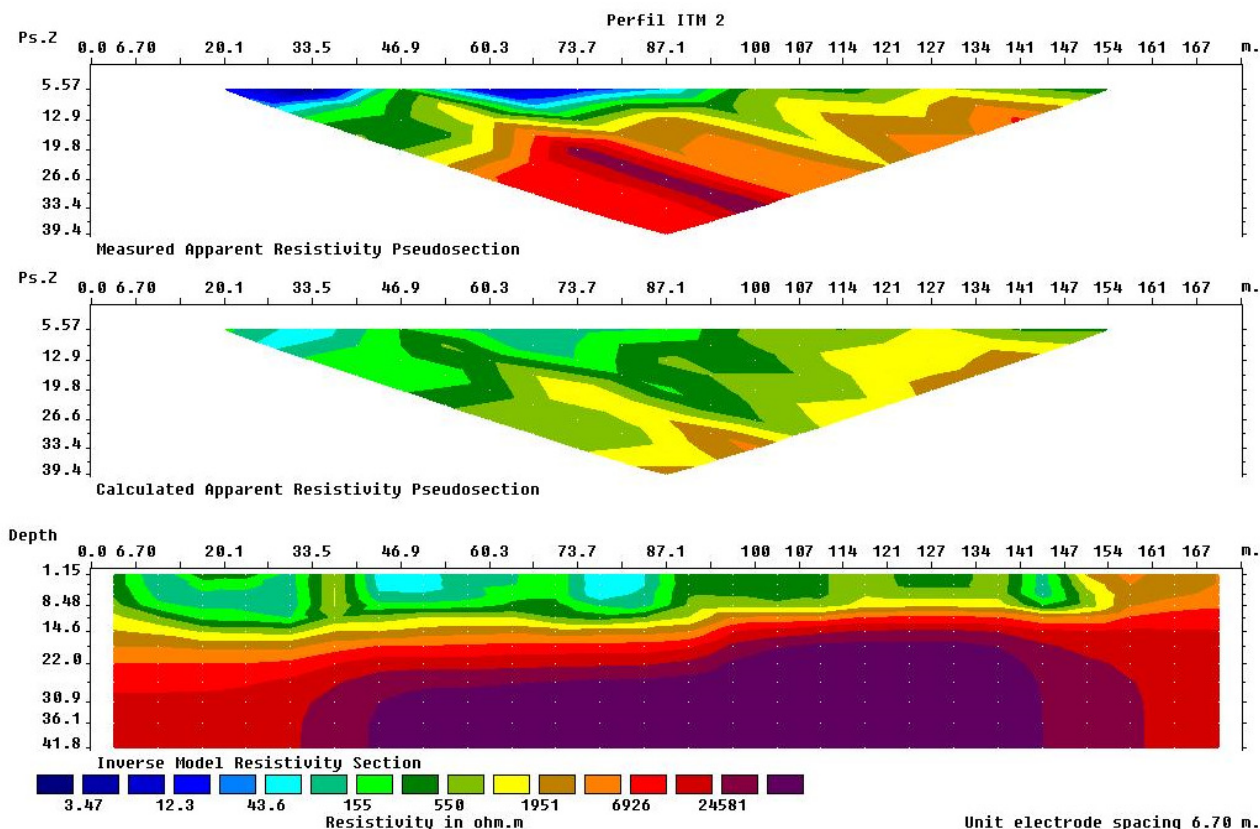 Perfil ITM 2
Ps.Z
0.0 6.70 20.1 33.5 46.9 60.3 73.7 87.1 100 107 114 121 127 134 141 147 154 161 167 m.
5.57
12.9
19.8
26.6
33.4
39.4
Measured Apparent Resistivity Pseudosection
Ps.Z
0.0 6.70 20.1 33.5 46.9 60.3 73.7 87.1 100 107 114 121 127 134 141 147 154 161 167 m.
5.57
12.9
19.8
26.6
33.4
39.4
Calculated Apparent Resistivity Pseudosection
Depth
0.0 6.70 20.1 33.5 46.9 60.3 73.7 87.1 100 107 114 121 127 134 141 147 154 161 167 m.
1.15
8.48
14.6
22.0
30.9
36.1
41.8
Inverse Model Resistivity Section
3.47 12.3 43.6 155 550 1951 6926 24581
Resistivity in ohm.m Unit electrode spacing 6.70 m.